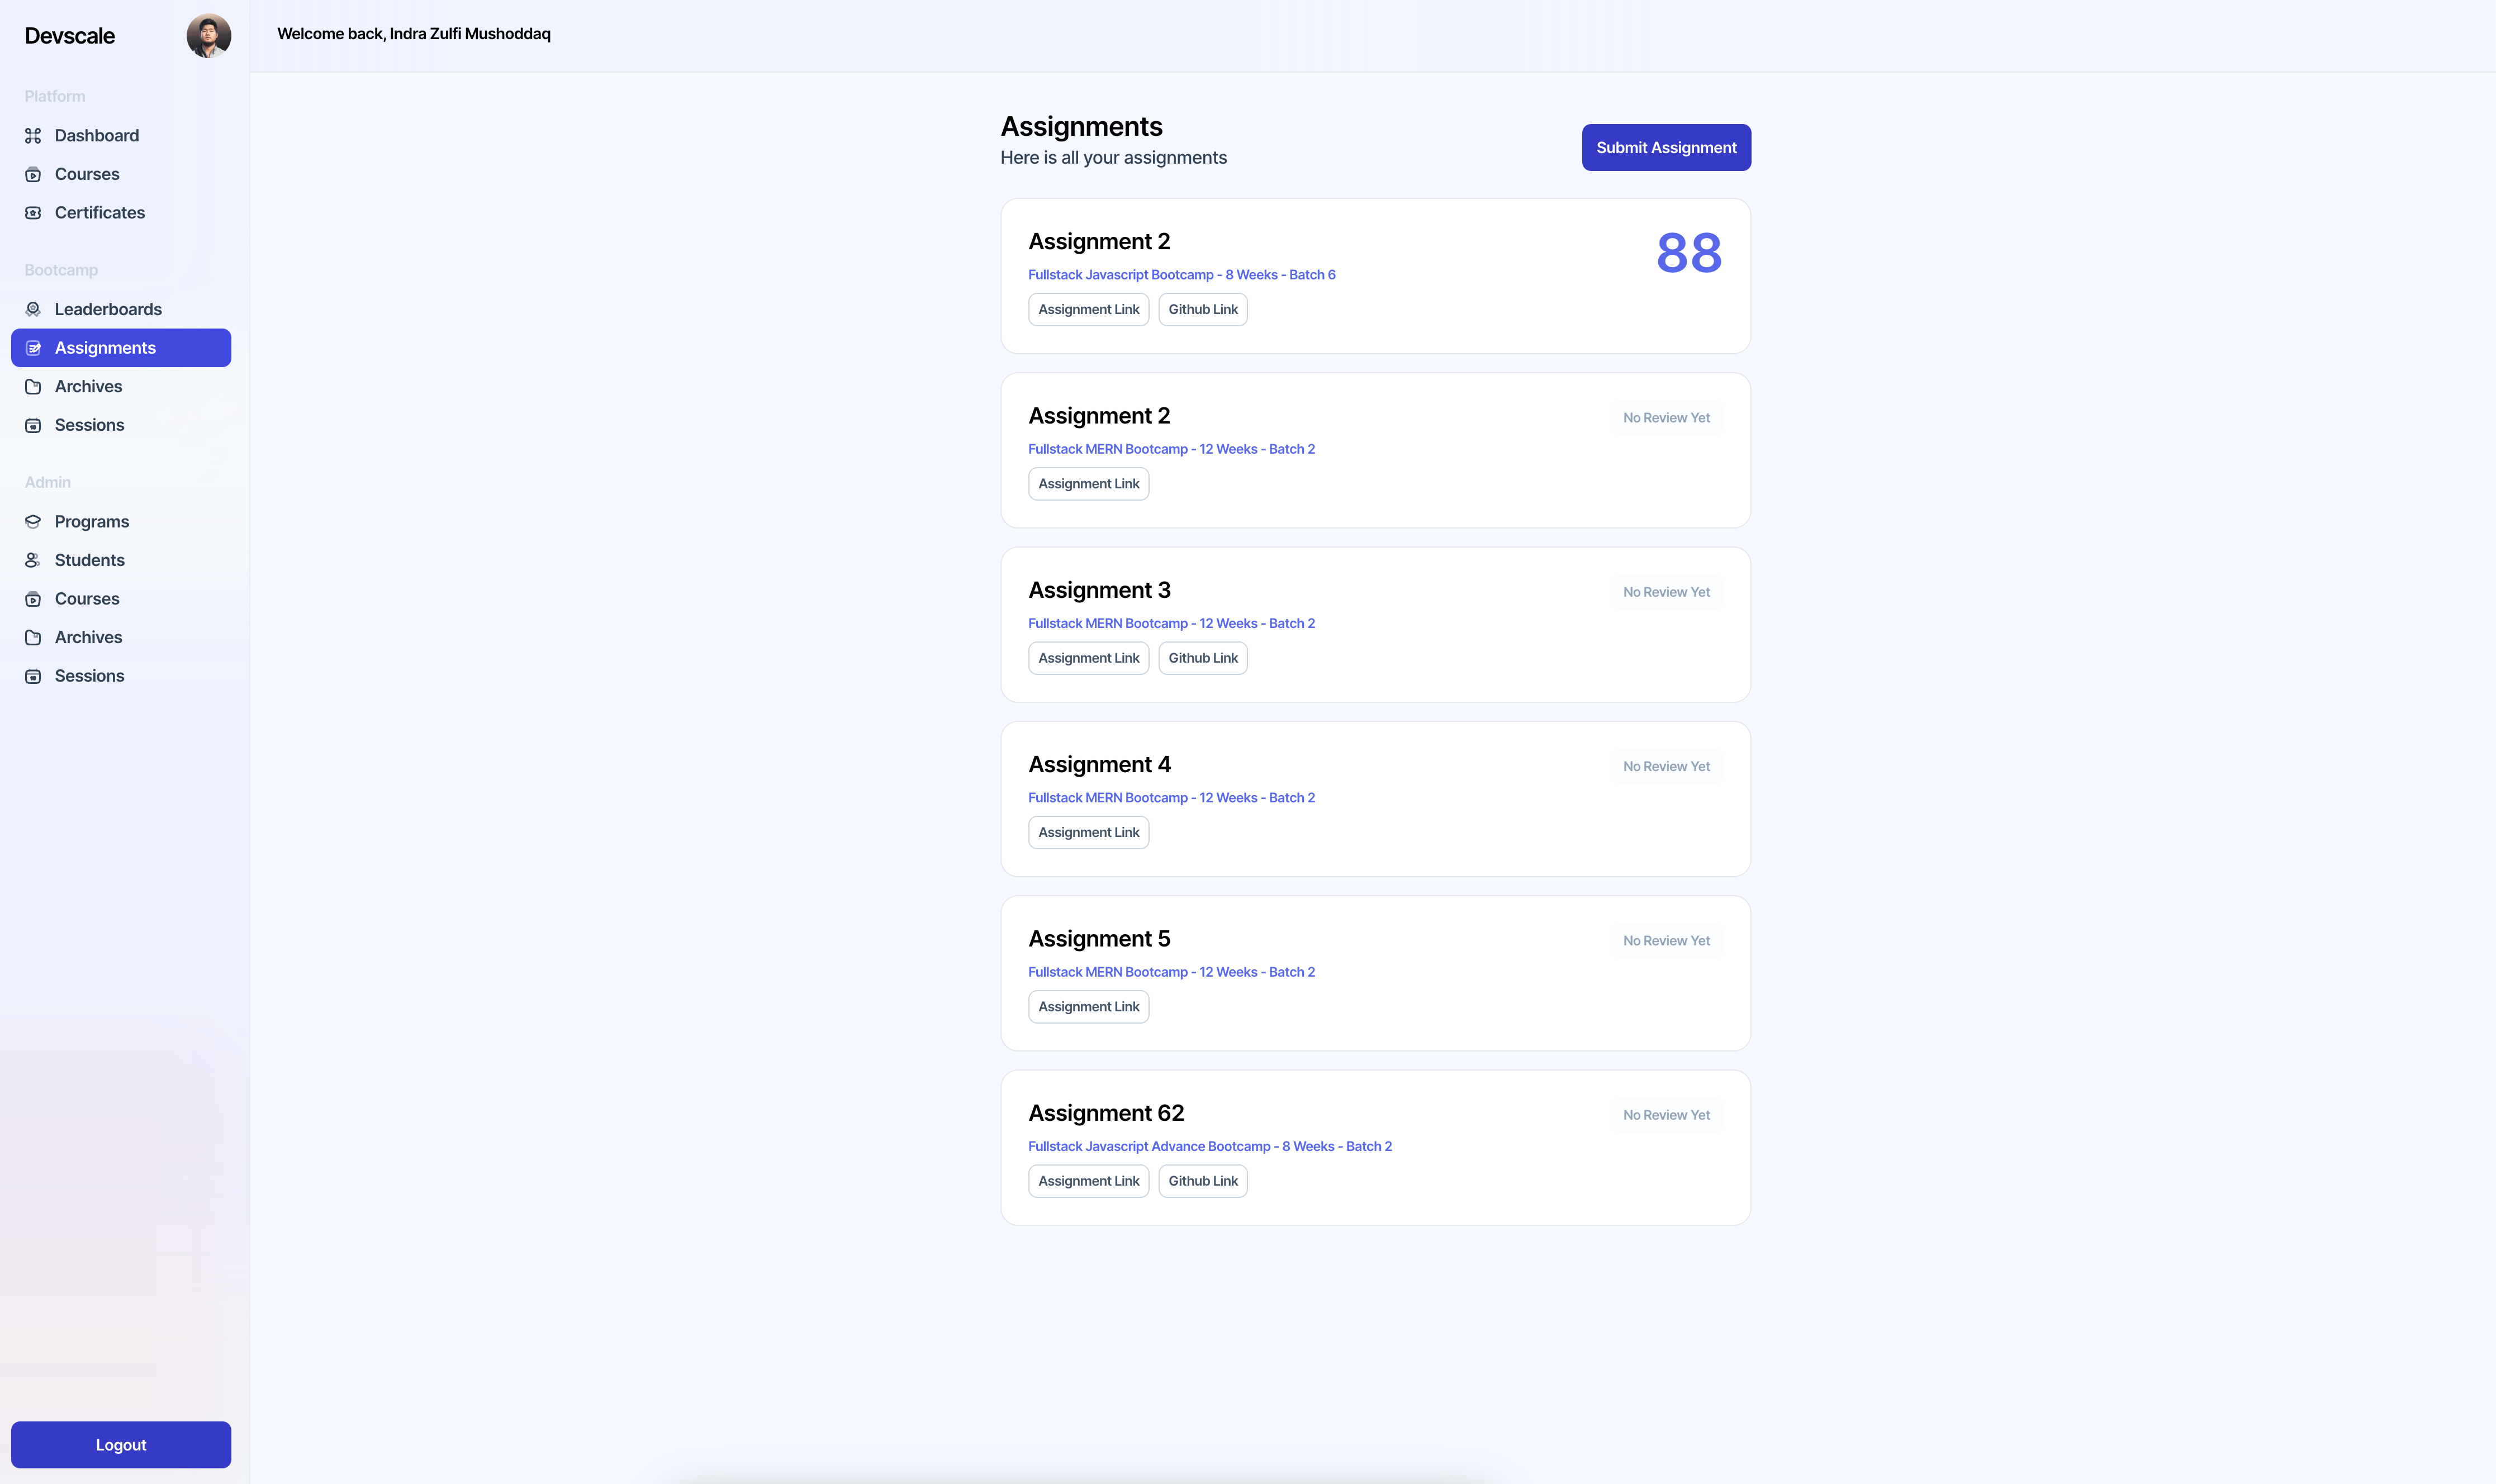 Devscale
Welcome back, Indra Zulfi Mushoddaq
Platform
Dashboard
Courses
Certificates
Bootcamp
Leaderboards
Assignments
Archives
Sessions
Admin
Programs
Students
Courses
Archives
Sessions
Logout
Assignments
Here is all your assignments
Submit Assignment
Assignment 2
88
Fullstack Javascript Bootcamp - 8 Weeks - Batch 6
Assignment Link Github Link
Assignment 2
No Review Yet
Fullstack MERN Bootcamp - 12 Weeks - Batch 2
Assignment Link
Assignment 3
No Review Yet
Fullstack MERN Bootcamp - 12 Weeks - Batch 2
Assignment Link Github Link
Assignment 4
No Review Yet
Fullstack MERN Bootcamp - 12 Weeks - Batch 2
Assignment Link
Assignment 5
No Review Yet
Fullstack MERN Bootcamp - 12 Weeks - Batch 2
Assignment Link
Assignment 62
No Review Yet
Fullstack Javascript Advance Bootcamp - 8 Weeks - Batch 2
Assignment Link Github Link